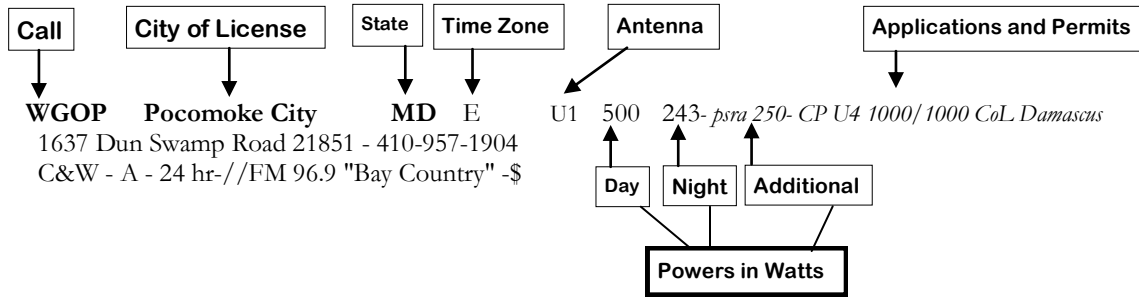 Call City of License State Time Zone Antenna Applications and Permits
WGOP Pocomoke City MD E U1 500 243- psra 250- CP U4 1000/1000 CoL Damascus
1637 Dun Swamp Road 21851 - 410-957-1904
C&W - A - 24 hr-//FM 96.9 "Bay Country" -$
Day Night Additional
Powers in Watts